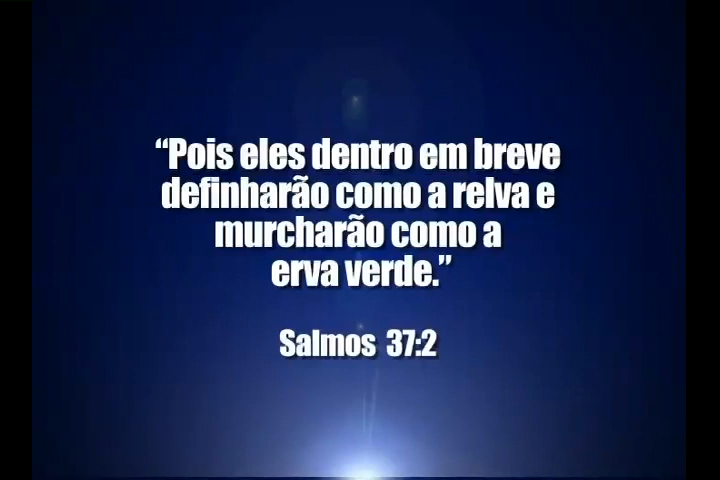 “Pois eles dentro em breve
definharão como a relva e
murcharão como a
erva verde.”
Salmos 37:2